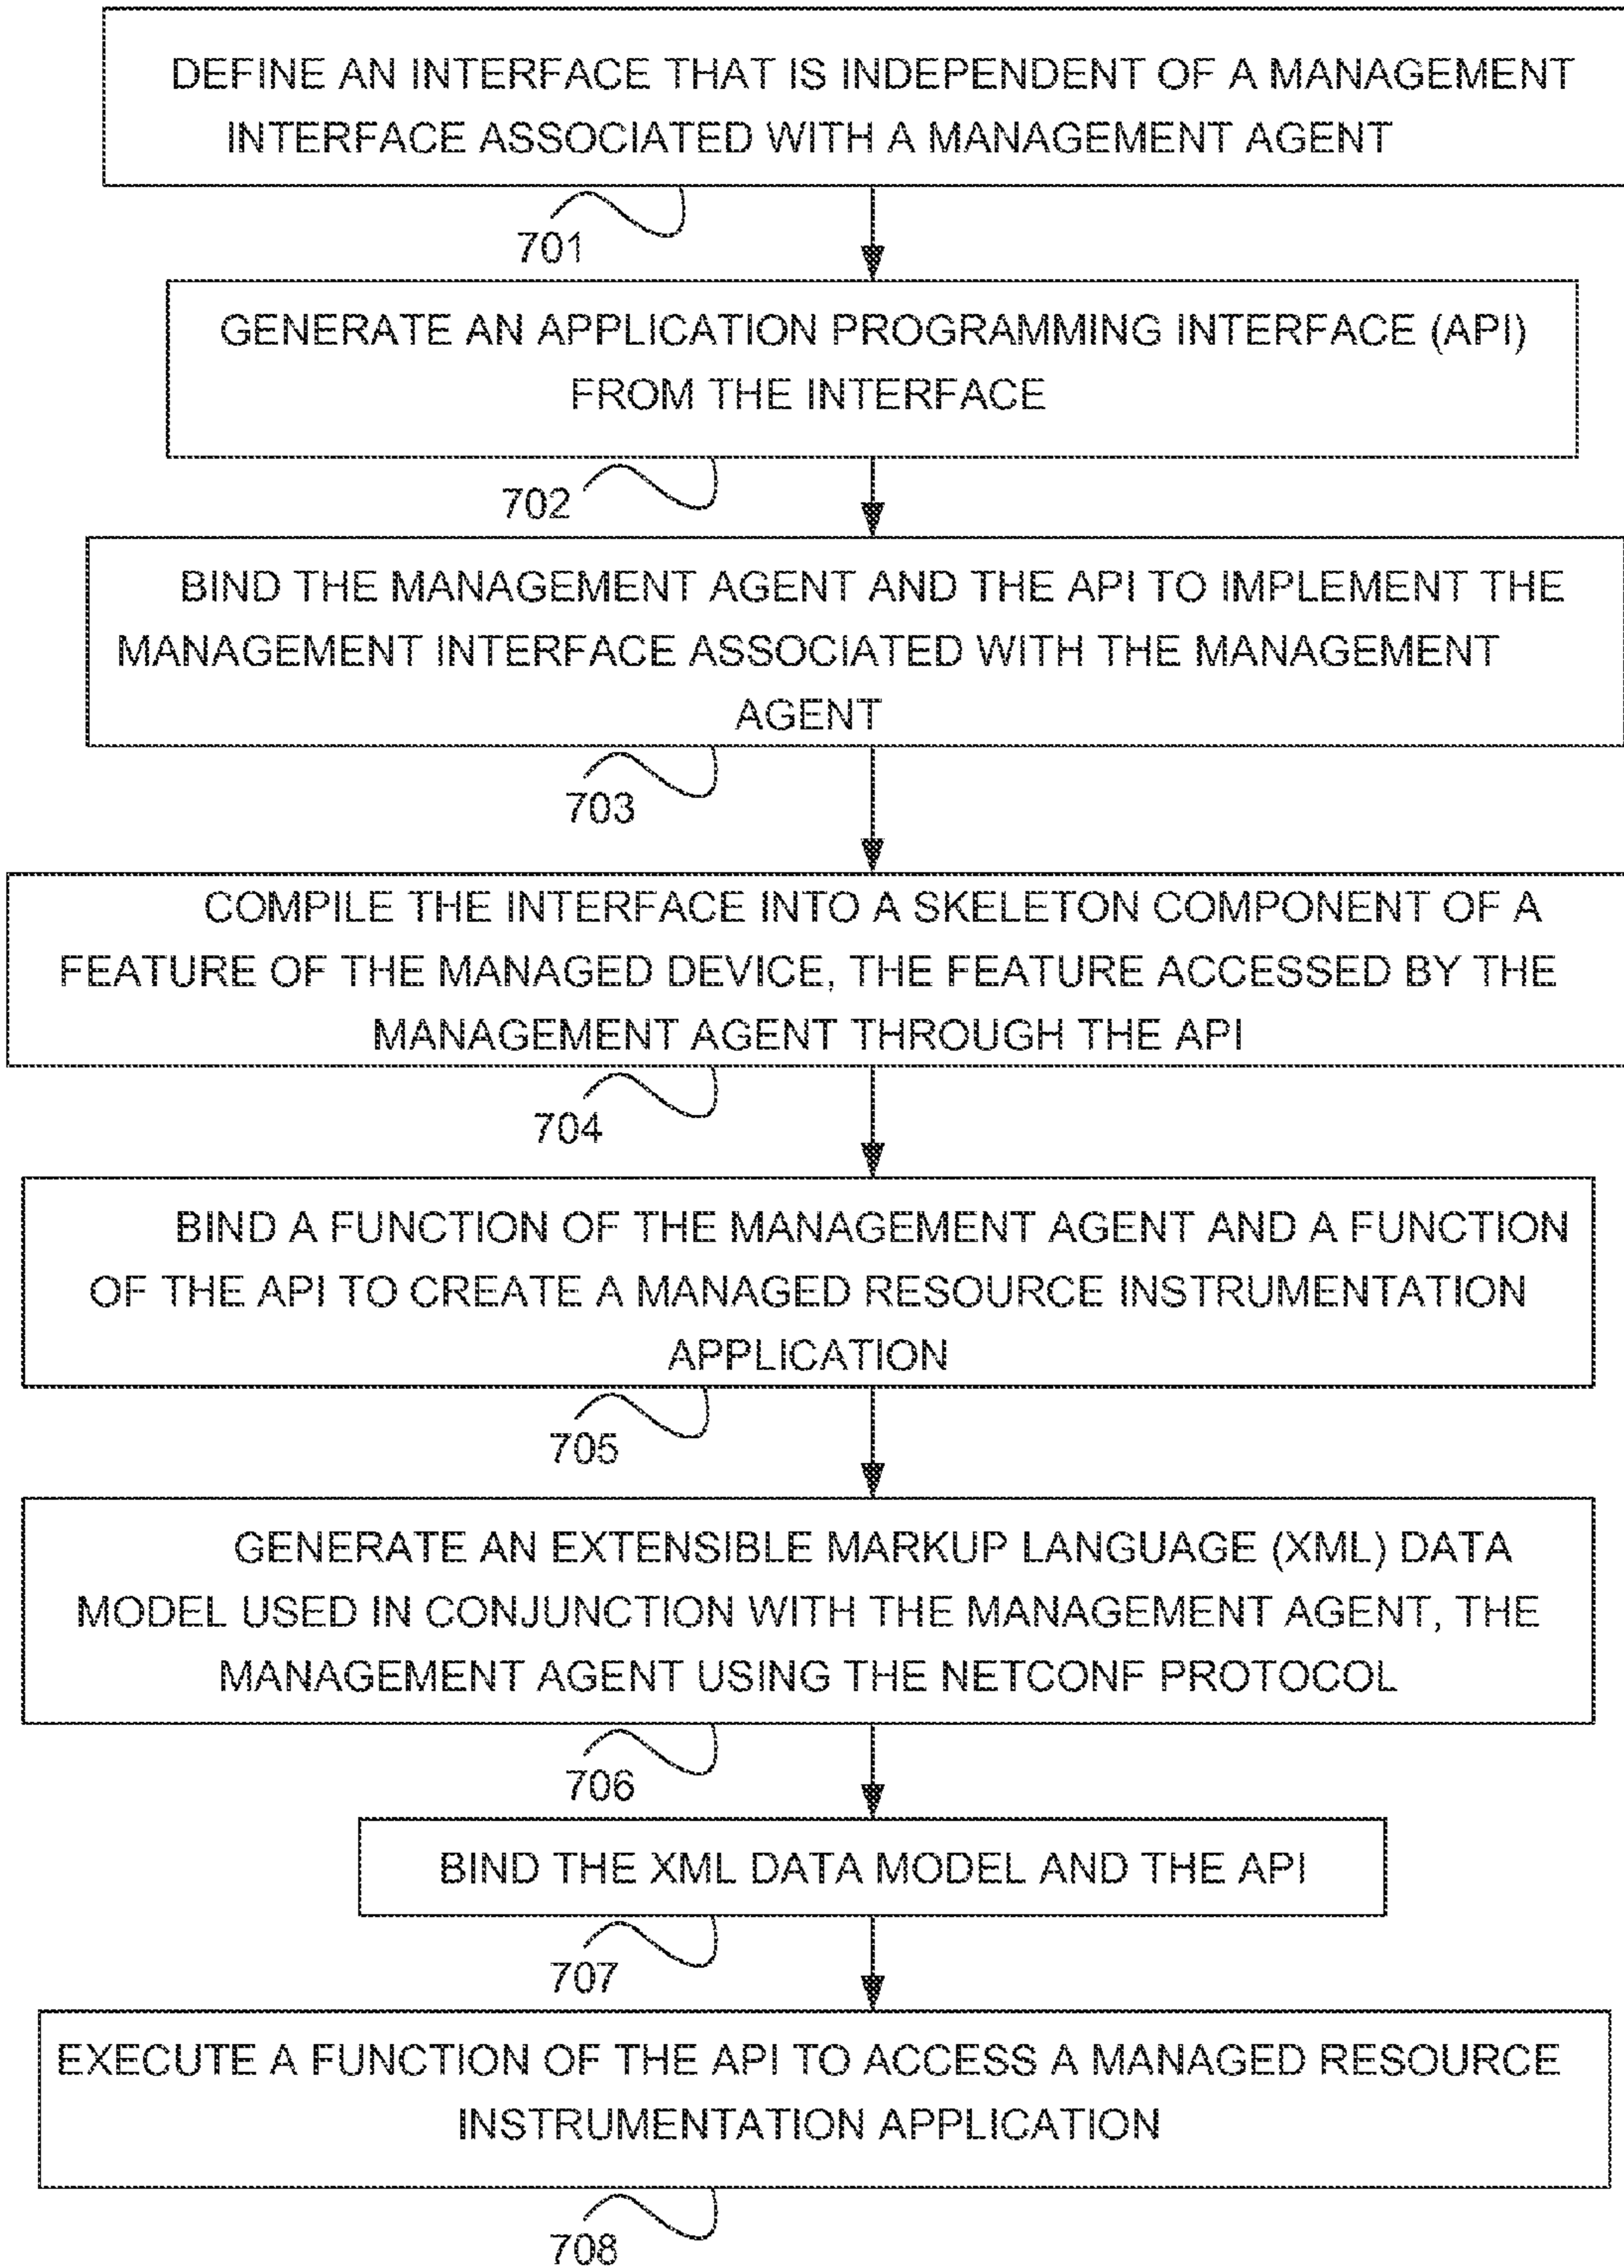 DEFINE AN INTERFACE THAT IS INDEPENDENT OF A MANAGEMENT
INTERFACE ASSOCIATED WITH A MANAGEMENT AGENT
701
GENERATE AN APPLICATION PROGRAMMING INTERFACE (API)
FROM THE INTERFACE
702
BIND THE MANAGEMENT AGENT AND THE API TO IMPLEMENT THE
MANAGEMENT INTERFACE ASSOCIATED WITH THE MANAGEMENT
AGENT
703
COMPILE THE INTERFACE INTO A SKELETON COMPONENT OF A
FEATURE OF THE MANAGED DEVICE, THE FEATURE ACCESSED BY THE
MANAGEMENT AGENT THROUGH THE API
704
BIND A FUNCTION OF THE MANAGEMENT AGENT AND A FUNCTION
OF THE API TO CREATE A MANAGED RESOURCE INSTRUMENTATION
APPLICATION
705
GENERATE AN EXTENSIBLE MARKUP LANGUAGE (XML) DATA
MODEL USED IN CONJUNCTION WITH THE MANAGEMENT AGENT, THE
MANAGEMENT AGENT USING THE NETCONF PROTOCOL
706
BIND THE XML DATA MODEL AND THE API
707
EXECUTE A FUNCTION OF THE API TO ACCESS A MANAGED RESOURCE
INSTRUMENTATION APPLICATION
708